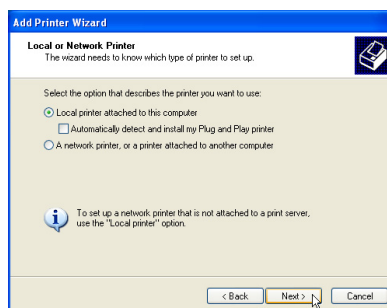 Add Printer Wizard
Local or Network Printer
The wizard needs to know which type of printer to set up.
Select the option that describes the printer you want to use:
Local printer attached to this computer
Automatically detect and install my Plug and Play printer
A network printer, or a printer attached to another computer
To set up a network printer that is not attached to a print server,
use the "Local printer" option.
< Back Next > Cancel